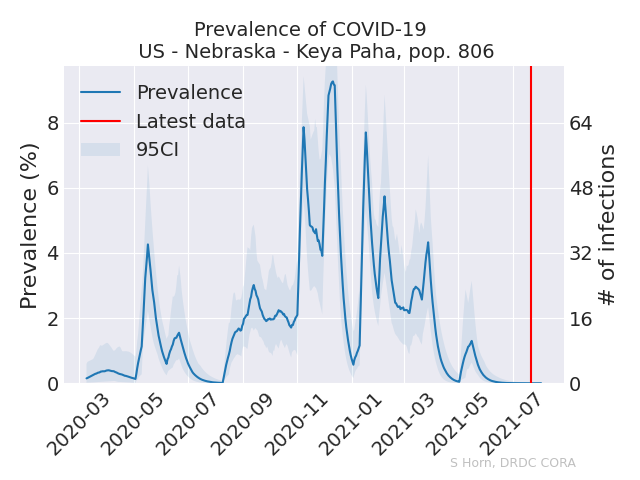 Prevalence of COVID-19
US - Nebraska - Keya Paha, pop. 806
Prevalence
Latest data
95CI
Prevalence (%)
8
6
4
2
0
# of infections
64
48
32
16
0
2020-03
2020-05
2020-07
2020-09
2020-11
2021-01
2021-03
2021-05
2021-07
S Horn, DRDC CORA